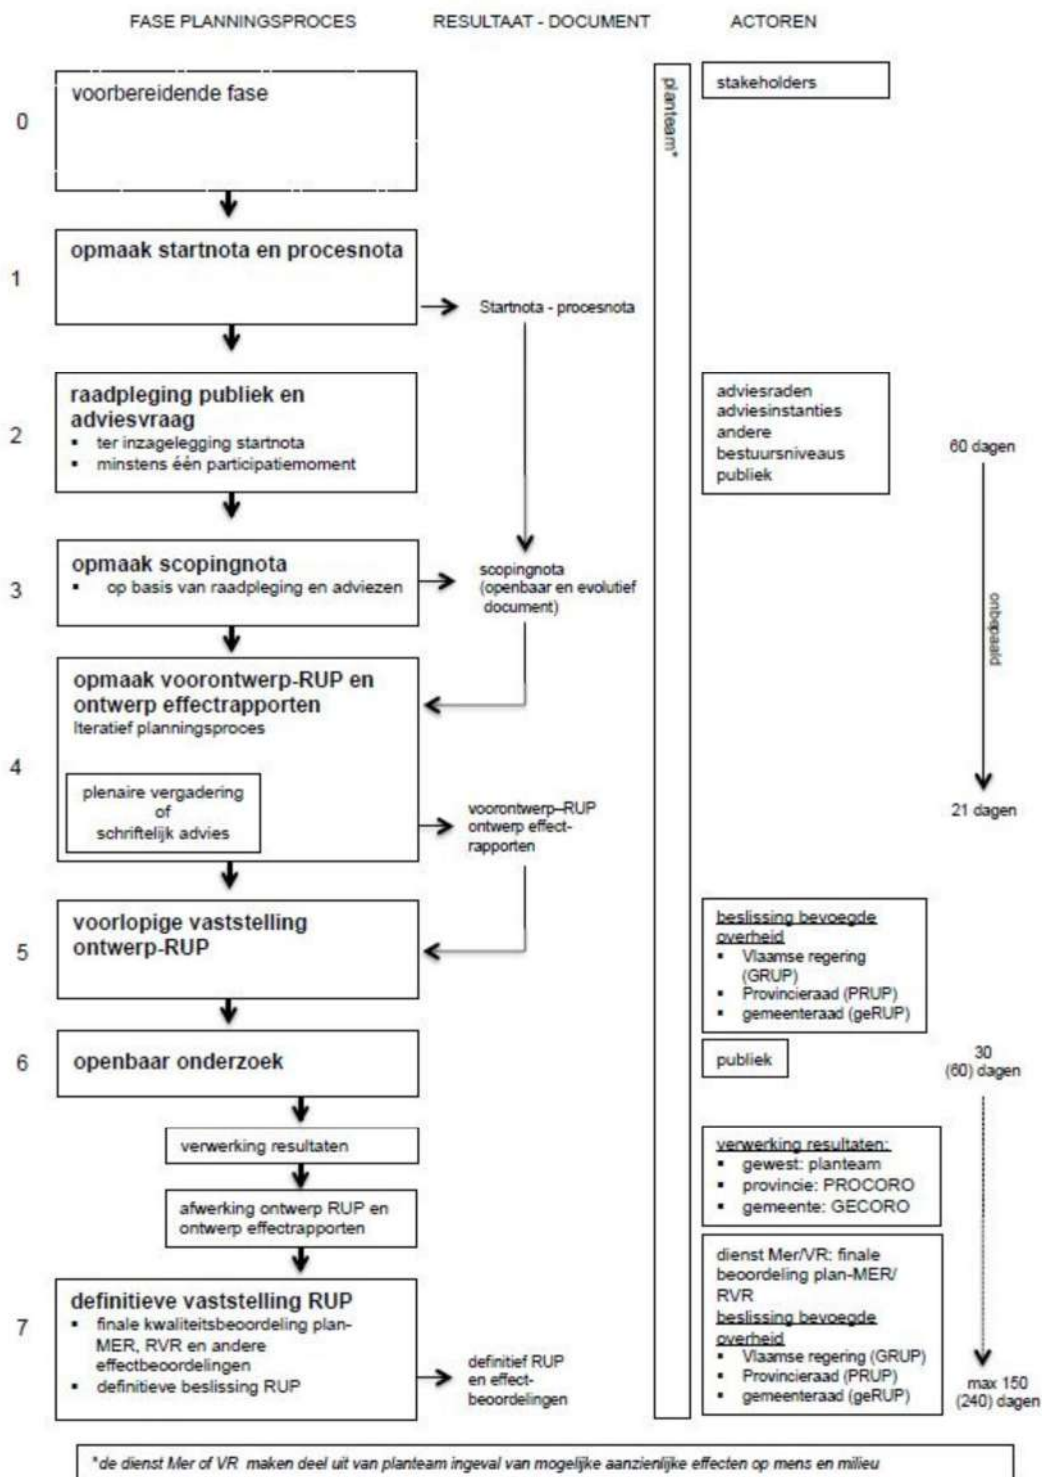 FASE PLANNINGSPROCES
RESULTAAT - DOCUMENT
ACTOREN
planteam*
0
voorbereidende fase
stakeholders
1
opmaak startnota en procesnota
Startnota - procesnota
2
raadpleging publiek en
adviesvraag
▪ ter inzagelegging startnota
▪ minstens één participatiemoment
adviesraden
adviesinstanties
andere
bestuursniveaus
publiek
60 dagen
onbepaald
3
opmaak scopingnota
▪ op basis van raadpleging en adviezen
scopingnota
(openbaar en evolutief
document)
4
opmaak voorontwerp-RUP en
ontwerp effectrapporten
Iteratief planningsproces
plenaire vergadering
of
schriftelijk advies
voorontwerp–RUP
ontwerp effect-
rapporten
21 dagen
5
voorlopige vaststelling
ontwerp-RUP
beslissing bevoegde
overheid
▪ Vlaamse regering
(GRUP)
▪ Provincieraad (PRUP)
▪ gemeenteraad (geRUP)
6
openbaar onderzoek
publiek
30
(60) dagen
verwerking resultaten
afwerking ontwerp RUP en
ontwerp effectrapporten
verwerking resultaten:
▪ gewest: planteam
▪ provincie: PROCORO
▪ gemeente: GECORO
7
definitieve vaststelling RUP
▪ finale kwaliteitsbeoordeling plan-
MER, RVR en andere
effectbeoordelingen
▪ definitieve beslissing RUP
definitief RUP
en effect-
beoordelingen
dienst Mer/VR: finale
beoordeling plan-MER/
RVR
beslissing bevoegde
overheid
▪ Vlaamse regering (GRUP)
▪ Provincieraad (PRUP)
▪ gemeenteraad (geRUP)
max 150
(240) dagen
*de dienst Mer of VR maken deel uit van planteam ingeval van mogelijke aanzienlijke effecten op mens en milieu